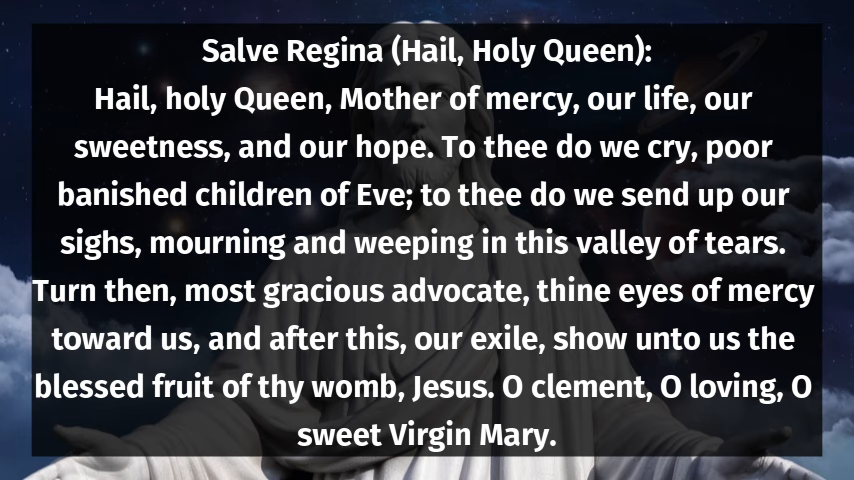 Salve Regina (Hail, Holy Queen):
Hail, holy Queen, Mother of mercy, our life, our
sweetness, and our hope. To thee do we cry, poor
banished children of Eve; to thee do we send up our
sighs, mourning and weeping in this valley of tears.
Turn then, most gracious advocate, thine eyes of mercy
toward us, and after this, our exile, show unto us the
blessed fruit of thy womb, Jesus. O clement, O loving, O
sweet Virgin Mary.